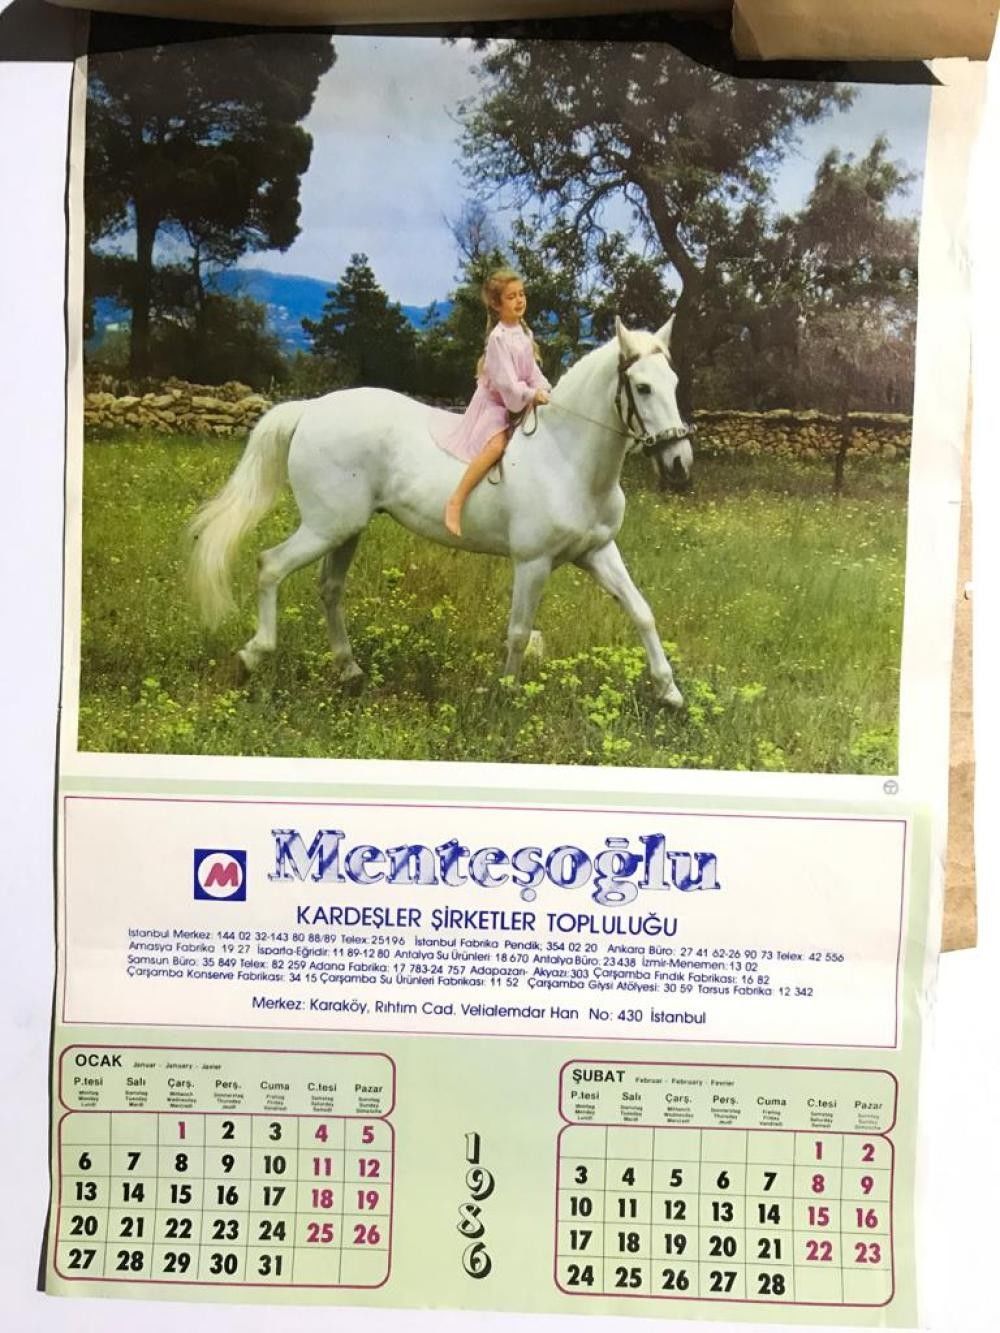 M Menteşoğlu
KARDEŞLER ŞİRKETLER TOPLULUĞU
İstanbul Merkez: 144 02 32-143 80 88/89 Telex: 25196 İstanbul Fabrika Pendik: 354 02 20 Ankara Büro: 27 41 62-26 90 73 Telex: 42 556
Amasya Fabrika 19 27 Isparta-Eğridir: 11 89-12 80 Antalya Su Ürünleri: 18 670 Antalya Büro: 23 438 İzmir-Menemen: 13 02
Samsun Büro: 35 849 Telex: 82 259 Adana Fabrika: 17 783-24 757 Adapazarı- Akyazı: 303 Çarşamba Fındık Fabrikası: 16 82
Çarşamba Konserve Fabrikası: 34 15 Çarşamba Su Ürünleri Fabrikası: 11 52 Çarşamba Giysi Atölyesi: 30 59 Tarsus Fabrika: 12 342
Merkez: Karaköy, Rıhtım Cad. Velialemdar Han No: 430 İstanbul
OCAK Januar - January - Javier
P.tesi Salı Çarş. Perş. Cuma C.tesi Pazar
1 2 3 4 5
6 7 8 9 10 11 12
13 14 15 16 17 18 19
20 21 22 23 24 25 26
27 28 29 30 31
1986
ŞUBAT Februar - February - Fevrier
P.tesi Salı Çarş. Perş. Cuma C.tesi Pazar
1 2
3 4 5 6 7 8 9
10 11 12 13 14 15 16
17 18 19 20 21 22 23
24 25 26 27 28